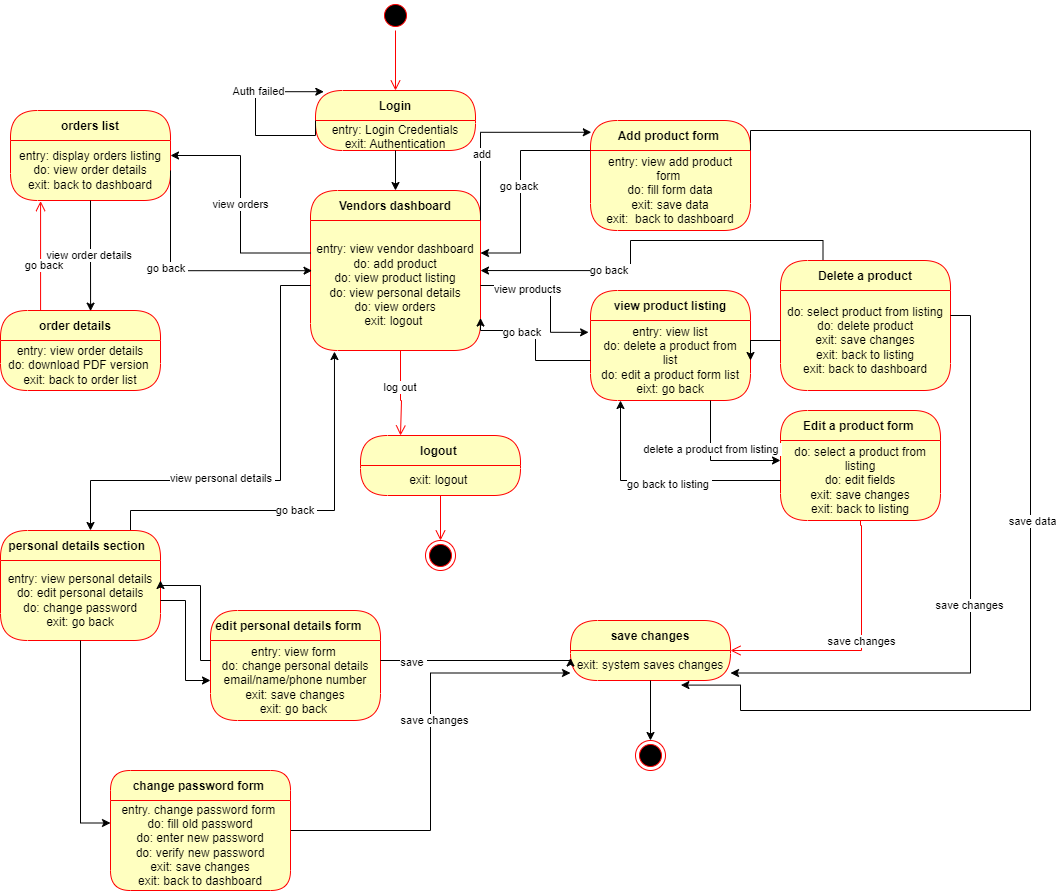 Auth failed
Login
entry: Login Credentials
exit: Authentication
orders list
entry: display orders listing
do: view order details
exit: back to dashboard
view orders
go back
view order details
go back
order details
entry: view order details
do: download PDF version
exit: back to order list
Vendors dashboard
entry: view vendor dashboard
do: add product
do: view product listing
do: view personal details
do: view orders
exit: logout
add
go back
Add product form
entry: view add product
form
do: fill form data
exit: save data
exit:  back to dashboard
go back
view products
go back
view product listing
entry: view list
do: delete a product from
list
do: edit a product form list
eixt: go back
Delete a product
do: select product from listing
do: delete product
exit: save changes
exit: back to listing
exit: back to dashboard
delete a product from listing
go back to listing
Edit a product form
do: select a product from
listing
do: edit fields
exit: save changes
exit: back to listing
log out
logout
exit: logout
view personal details
go back
save data
save changes
save changes
personal details section
entry: view personal details
do: edit personal details
do: change password
exit: go back
edit personal details form
entry: view form
do: change personal details
email/name/phone number
exit: save changes
exit: go back
save
save changes
save changes
exit: system saves changes
change password form
entry. change password form
do: fill old password
do: enter new password
do: verify new password
exit: save changes
exit: back to dashboard